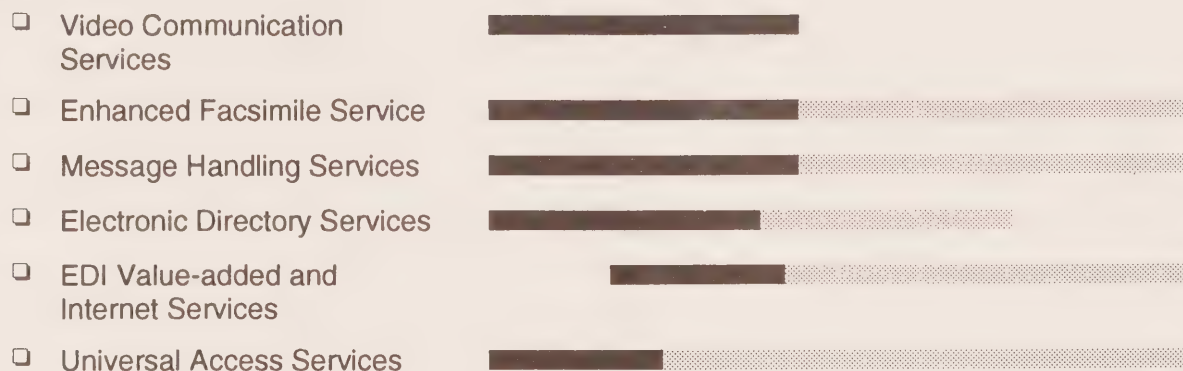 ❑ Video Communication
Services
❑ Enhanced Facsimile Service
❑ Message Handling Services
❑ Electronic Directory Services
❑ EDI Value-added and
Internet Services
❑ Universal Access Services